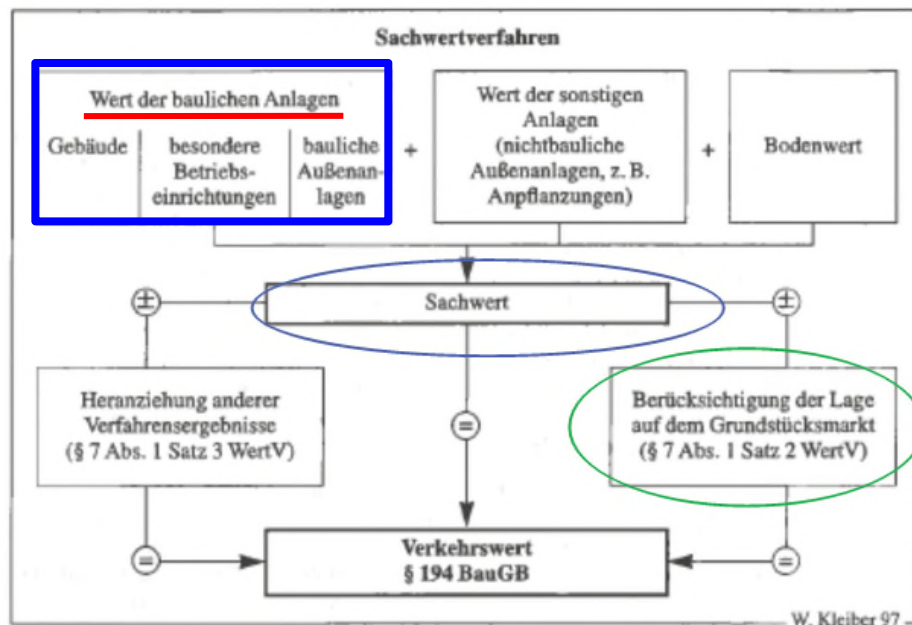 Sachwertverfahren
Wert der baulichen Anlagen
Gebäude
besondere
Betriebs-
einrichtungen
bauliche
Außenan-
lagen
+
Wert der sonstigen
Anlagen
(nichtbauliche
Außenanlagen, z. B.
Anpflanzungen)
+
Bodenwert
±
Sachwert
±
Heranziehung anderer
Verfahrensergebnisse
(§ 7 Abs. 1 Satz 3 WertV)
=
Berücksichtigung der Lage
auf dem Grundstücksmarkt
(§ 7 Abs. 1 Satz 2 WertV)
=
Verkehrswert
§ 194 BauGB
=
W. Kleiber 97